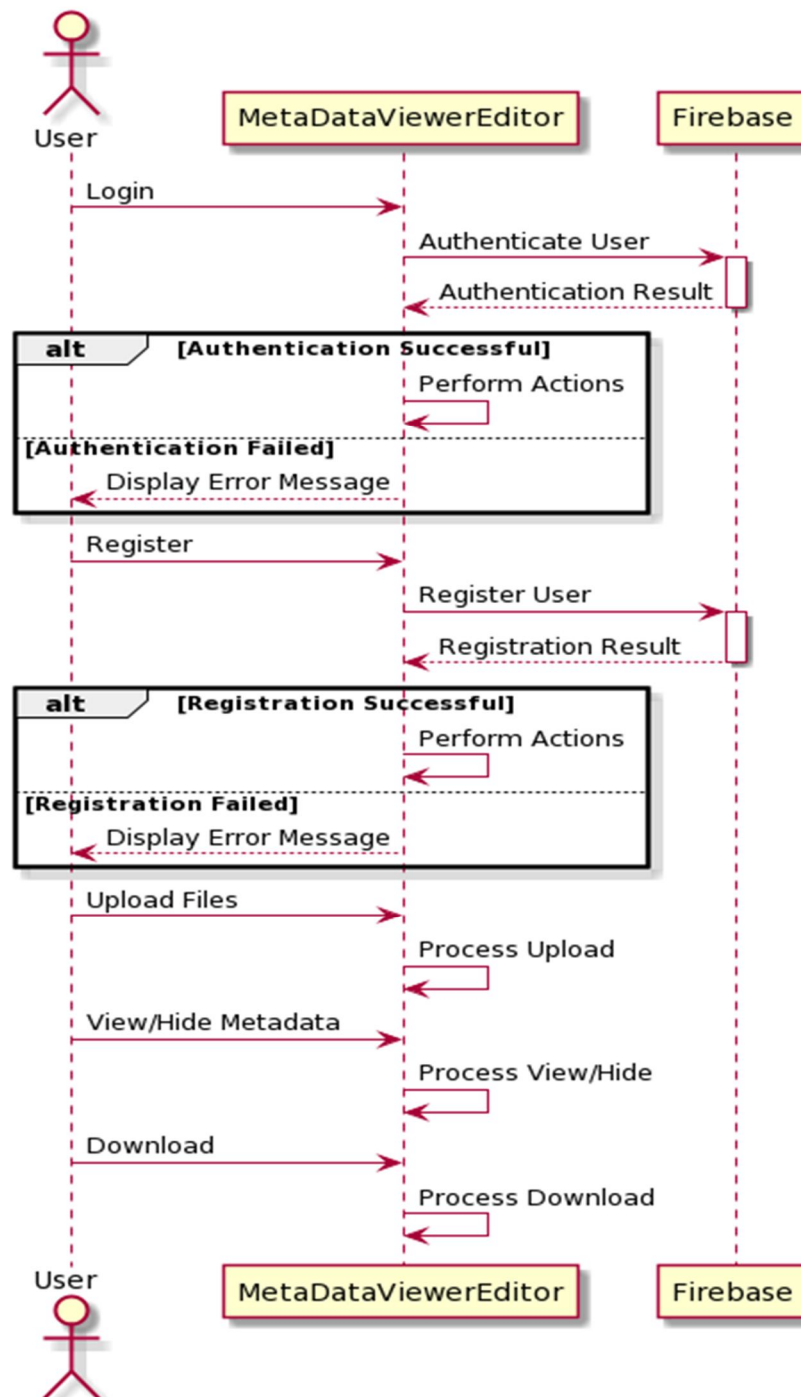 User
MetaDataViewerEditor
Firebase
Login
Authenticate User
Authentication Result
alt
[Authentication Successful]
Perform Actions
[Authentication Failed]
Display Error Message
Register
Register User
Registration Result
alt
[Registration Successful]
Perform Actions
[Registration Failed]
Display Error Message
Upload Files
Process Upload
View/Hide Metadata
Process View/Hide
Download
Process Download
User
MetaDataViewerEditor
Firebase